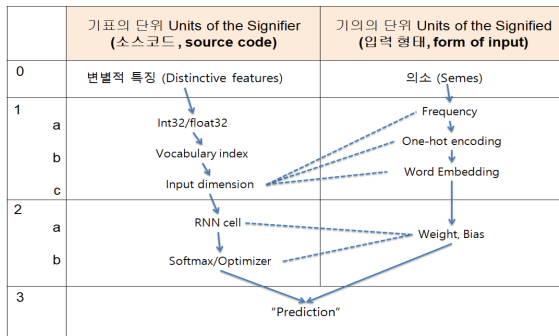 기표의 단위 Units of the Signifier
(소스코드, source code)
기의의 단위 Units of the Signified
(입력 형태, form of input)
0
변별적 특징 (Distinctive features)
의소 (Semes)
1
Frequency
a
Int32/float32
One-hot encoding
b
Vocabulary index
Word Embedding
c
Input dimension
2
a
RNN cell
Weight, Bias
b
Softmax/Optimizer
3
"Prediction"